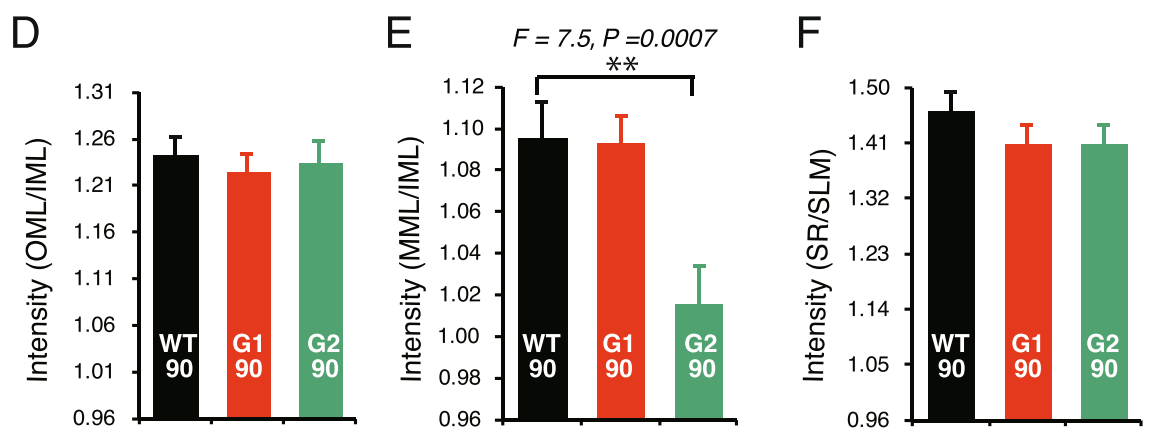 D
Intensity (OML/IML)
1.31
1.26
1.21
1.16
1.11
1.06
1.01
0.96
WT
90
G1
90
G2
90
E
F = 7.5, P =0.0007
**
Intensity (MML/IML)
1.12
1.10
1.08
1.06
1.04
1.02
1.00
0.98
0.96
WT
90
G1
90
G2
90
F
Intensity (SR/SLM)
1.50
1.41
1.32
1.23
1.14
1.05
0.96
WT
90
G1
90
G2
90